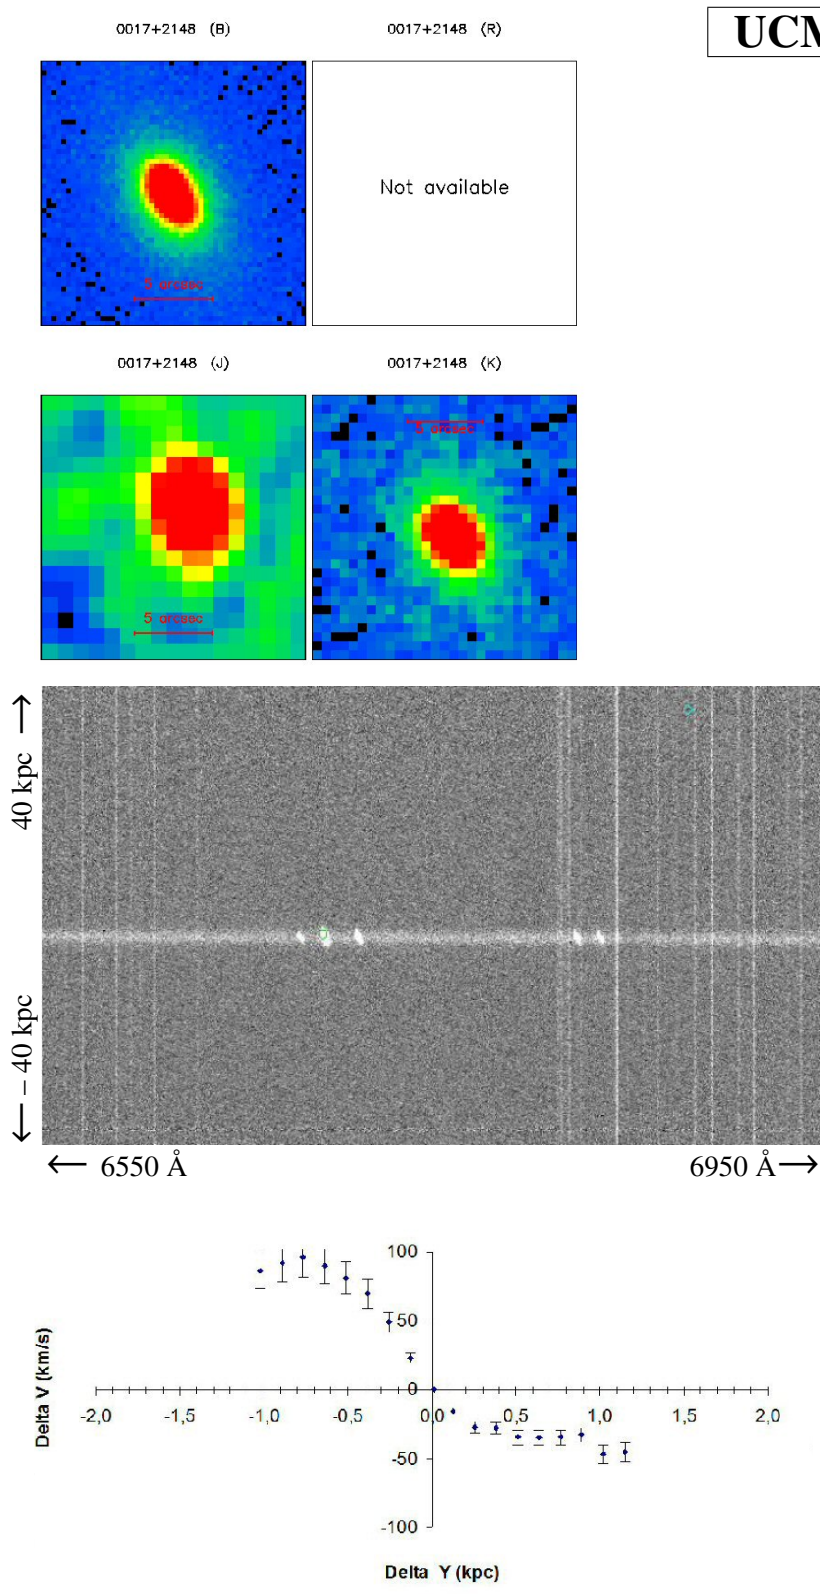 0017+2148 (B)
0017+2148 (R)
UCM
5 arcsec
Not available
0017+2148 (J)
0017+2148 (K)
5 arcsec
5 arcsec
← – 40 kpc 40 kpc →
← 6550 Å
6950 Å →
Delta V (km/s)
100
50
0
-2,0 -1,5 -1,0 -0,5 0,0 0,5 1,0 1,5 2,0
-50
-100
Delta Y (kpc)